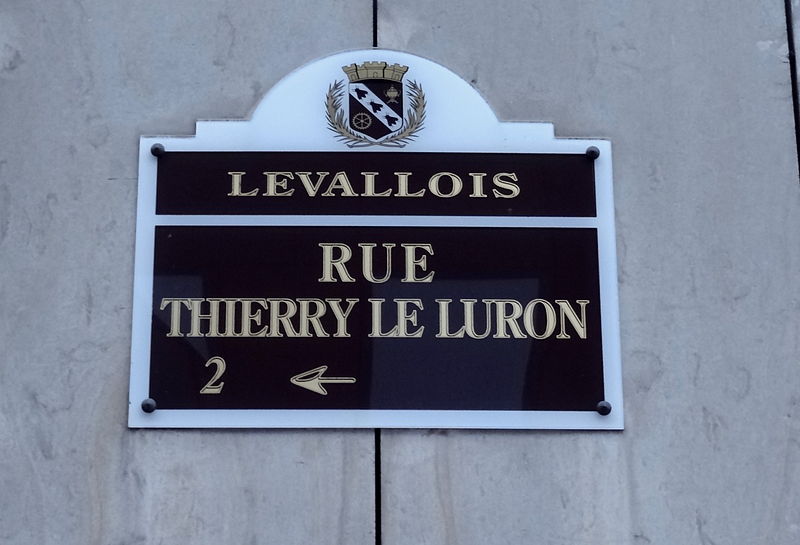 LEVALLOIS
RUE
THIERRY LE LURON
2 ←